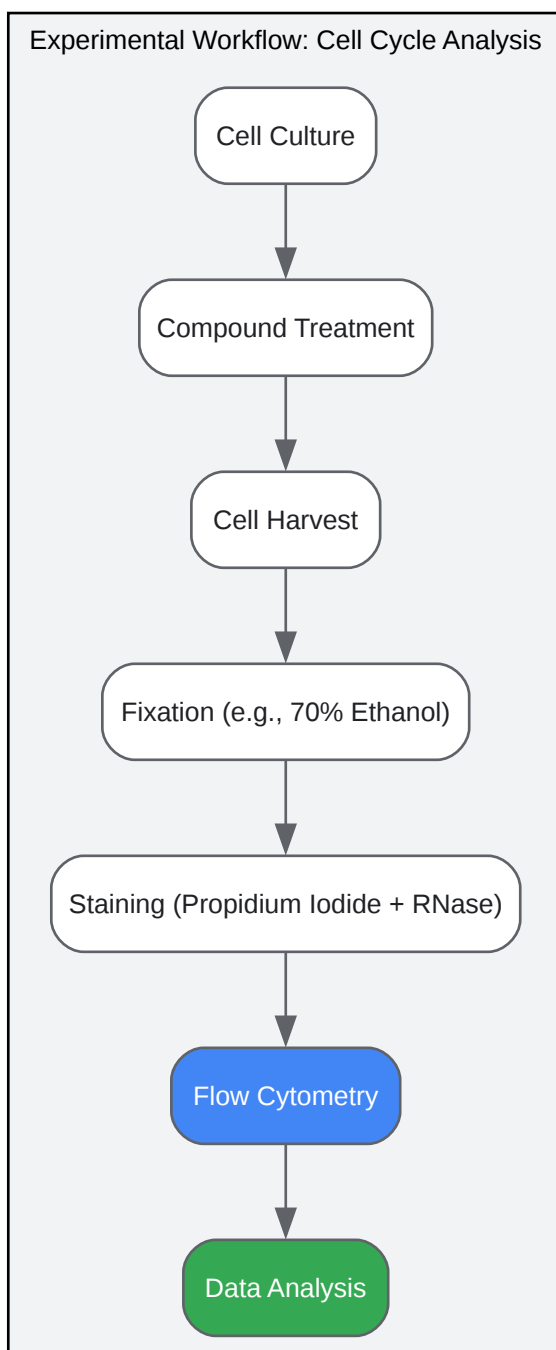 Experimental Workflow: Cell Cycle Analysis
Cell Culture
Compound Treatment
Cell Harvest
Fixation (e.g., 70% Ethanol)
Staining (Propidium Iodide + RNase)
Flow Cytometry
Data Analysis